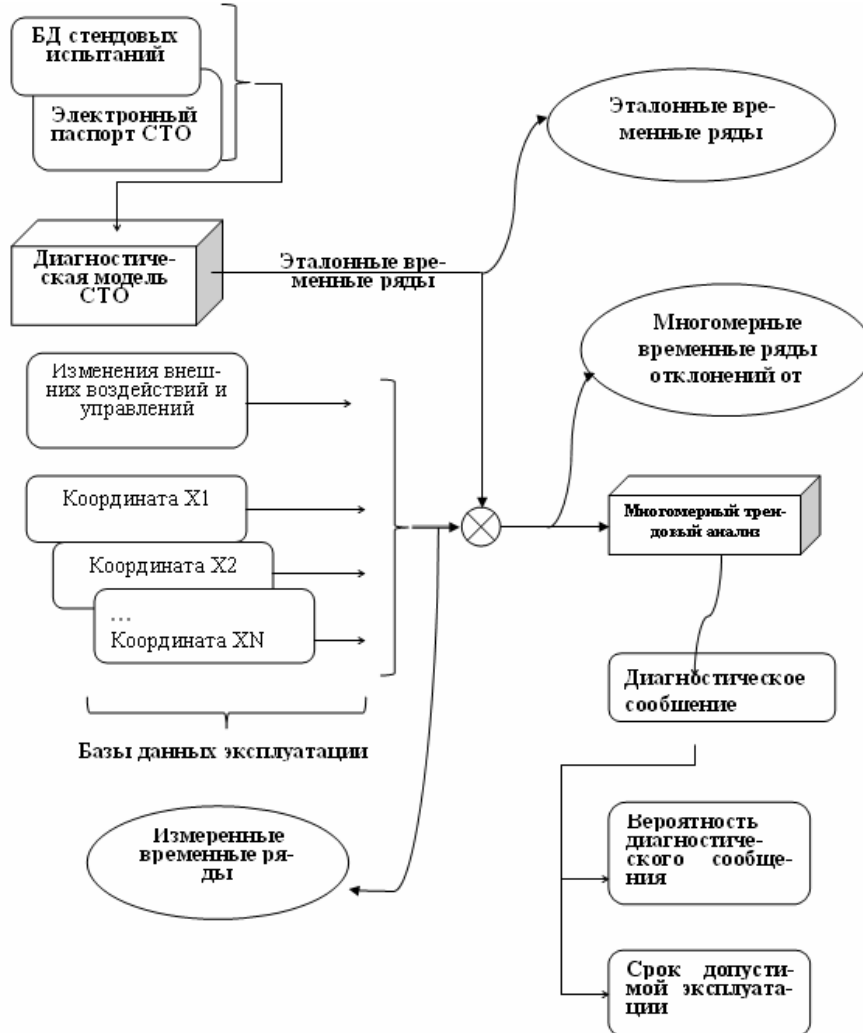 БД стендовых
испытаний
Электронный
паспорт СТО
Эталонные вре-
менные ряды
Диагностиче-
ская модель
СТО
Эталонные вре-
менные ряды
Многомерные
временные ряды
отклонений от
Изменения внеш-
них воздействий и
управлений
Координата X1
Многомерный трен-
довый анализ
Координата X2
...
Координата XN
Диагностическое
сообщение
Базы данных эксплуатации
Измеренные
временные ря-
ды
Вероятность
диагностиче-
ского сообще-
ния
Срок допусти-
мой эксплуата-
ции